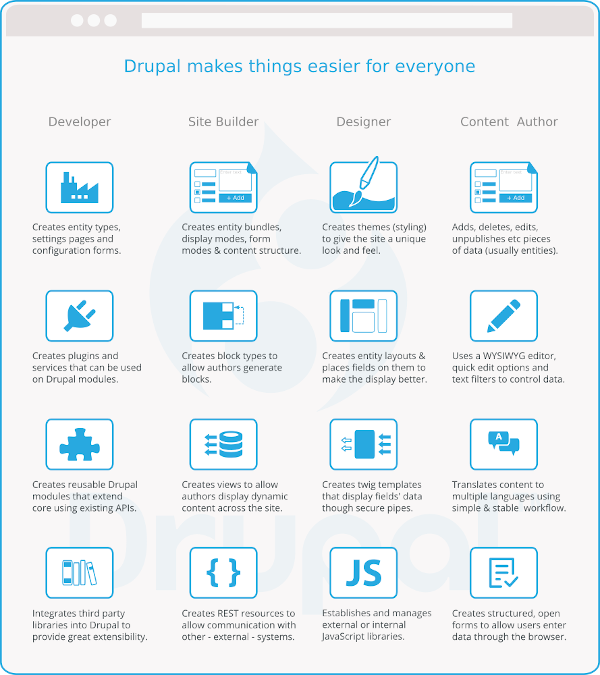 Drupal makes things easier for everyone
Developer
Site Builder
Designer
Content Author
+ Add
+ Add
Creates entity types,
settings pages and
configuration forms.
Creates entity bundles,
display modes, form
modes & content structure.
Creates themes (styling)
to give the site a unique
look and feel.
Adds, deletes, edits,
unpublishes etc pieces
of data (usually entities).
Creates plugins and
services that can be used
on Drupal modules.
Creates block types to
allow authors generate
blocks.
Creates entity layouts &
places fields on them to
make the display better.
Uses a WYSIWYG editor,
quick edit options and
text filters to control data.
A
Creates reusable Drupal
modules that extend
core using existing APIs.
Creates views to allow
authors display dynamic
content across the site.
Creates twig templates
that display fields' data
though secure pipes.
Translates content to
multiple languages using
simple & stable workflow.
Drupal
{ }
JS
Integrates third party
libraries into Drupal to
provide great extensibility.
Creates REST resources to
allow communication with
other - external - systems.
Establishes and manages
external or internal
JavaScript libraries.
Creates structured, open
forms to allow users enter
data through the browser.